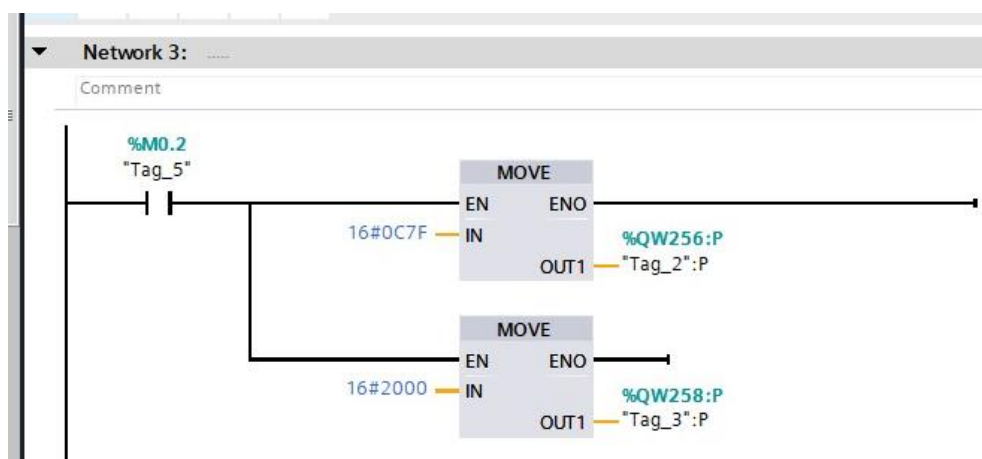 Network 3: .....
Comment
%M0.2
"Tag_5"
MOVE
EN ENO
16#0C7F IN
%QW256:P
OUT1 "Tag_2":P
MOVE
EN ENO
16#2000 IN
%QW258:P
OUT1 "Tag_3":P